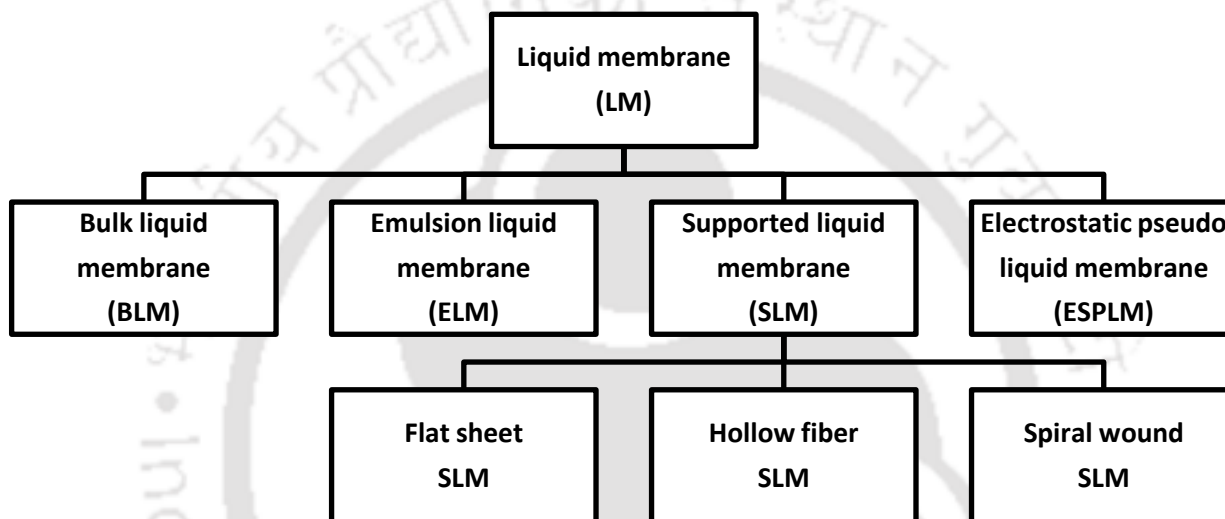 Liquid membrane
(LM)
Bulk liquid
membrane
(BLM)
Emulsion liquid
membrane
(ELM)
Supported liquid
membrane
(SLM)
Electrostatic pseudo
liquid membrane
(ESPLM)
Flat sheet
SLM
Hollow fiber
SLM
Spiral wound
SLM